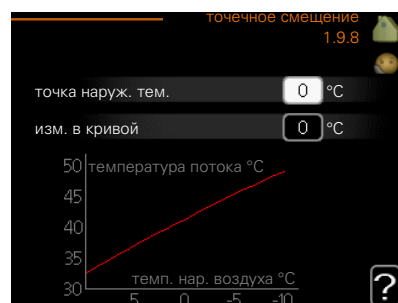 точечное смещение
1.9.8
точка наруж. тем.
0 °C
изм. в кривой
0 °C
50
температура потока °C
45
40
35
темп. нар. воздуха °C
30
5 0 -5 -10
?